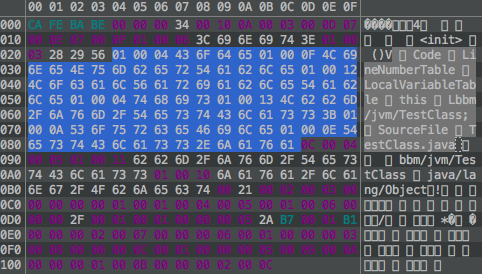 00 01 02 03 04 05 06 07 08 09 0A 0B 0C 0D 0E 0F
000 CA FE BA BE 00 00 00 34 00 10 0A 00 03 00 0D 07 4
010 00 0E 07 00 0F 01 00 06 3C 69 6E 69 74 3E 01 00 <init>
020 03 28 29 56 01 00 04 43 6F 64 65 01 00 0F 4C 69 ()V Code Li
030 6E 65 4E 75 6D 62 65 72 54 61 62 6C 65 01 00 12 neNumberTable
040 4C 6F 63 61 6C 56 61 72 69 61 62 6C 65 54 61 62 LocalVariableTab
050 6C 65 01 00 04 74 68 69 73 01 00 13 4C 62 62 6D le this Lbbm
060 2F 6A 76 6D 2F 54 65 73 74 43 6C 61 73 73 3B 01 /jvm/TestClass;
070 00 0A 53 6F 75 72 63 65 46 69 6C 65 01 00 0E 54 SourceFile T
080 65 73 74 43 6C 61 73 73 2E 6A 61 76 61 0C 00 04 estClass.java
090 00 05 01 00 11 62 62 6D 2F 6A 76 6D 2F 54 65 73 bbm/jvm/Tes
0A0 74 43 6C 61 73 73 01 00 10 6A 61 76 61 2F 6C 61 tClass java/la
0B0 6E 67 2F 4F 62 6A 65 63 74 00 21 00 02 00 03 00 ng/Object !
0C0 00 00 00 00 01 00 01 00 04 00 05 00 01 00 06 00
0D0 00 00 2F 00 01 00 01 00 00 00 05 2A B7 00 01 B1 / *
0E0 00 00 00 02 00 07 00 00 00 06 00 01 00 00 00 03
0F0 00 08 00 00 00 0C 00 01 00 00 00 05 00 09 00 0A
100 00 00 00 01 00 0B 00 00 00 02 00 0C